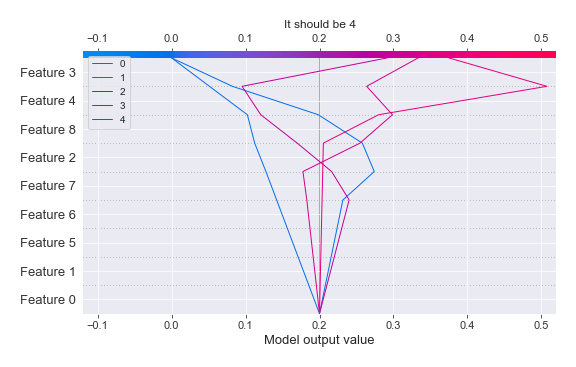 It should be 4
−0.1 0.0 0.1 0.2 0.3 0.4 0.5
0
1
2
3
4
Feature 3
Feature 4
Feature 8
Feature 2
Feature 7
Feature 6
Feature 5
Feature 1
Feature 0
−0.1 0.0 0.1 0.2 0.3 0.4 0.5
Model output value